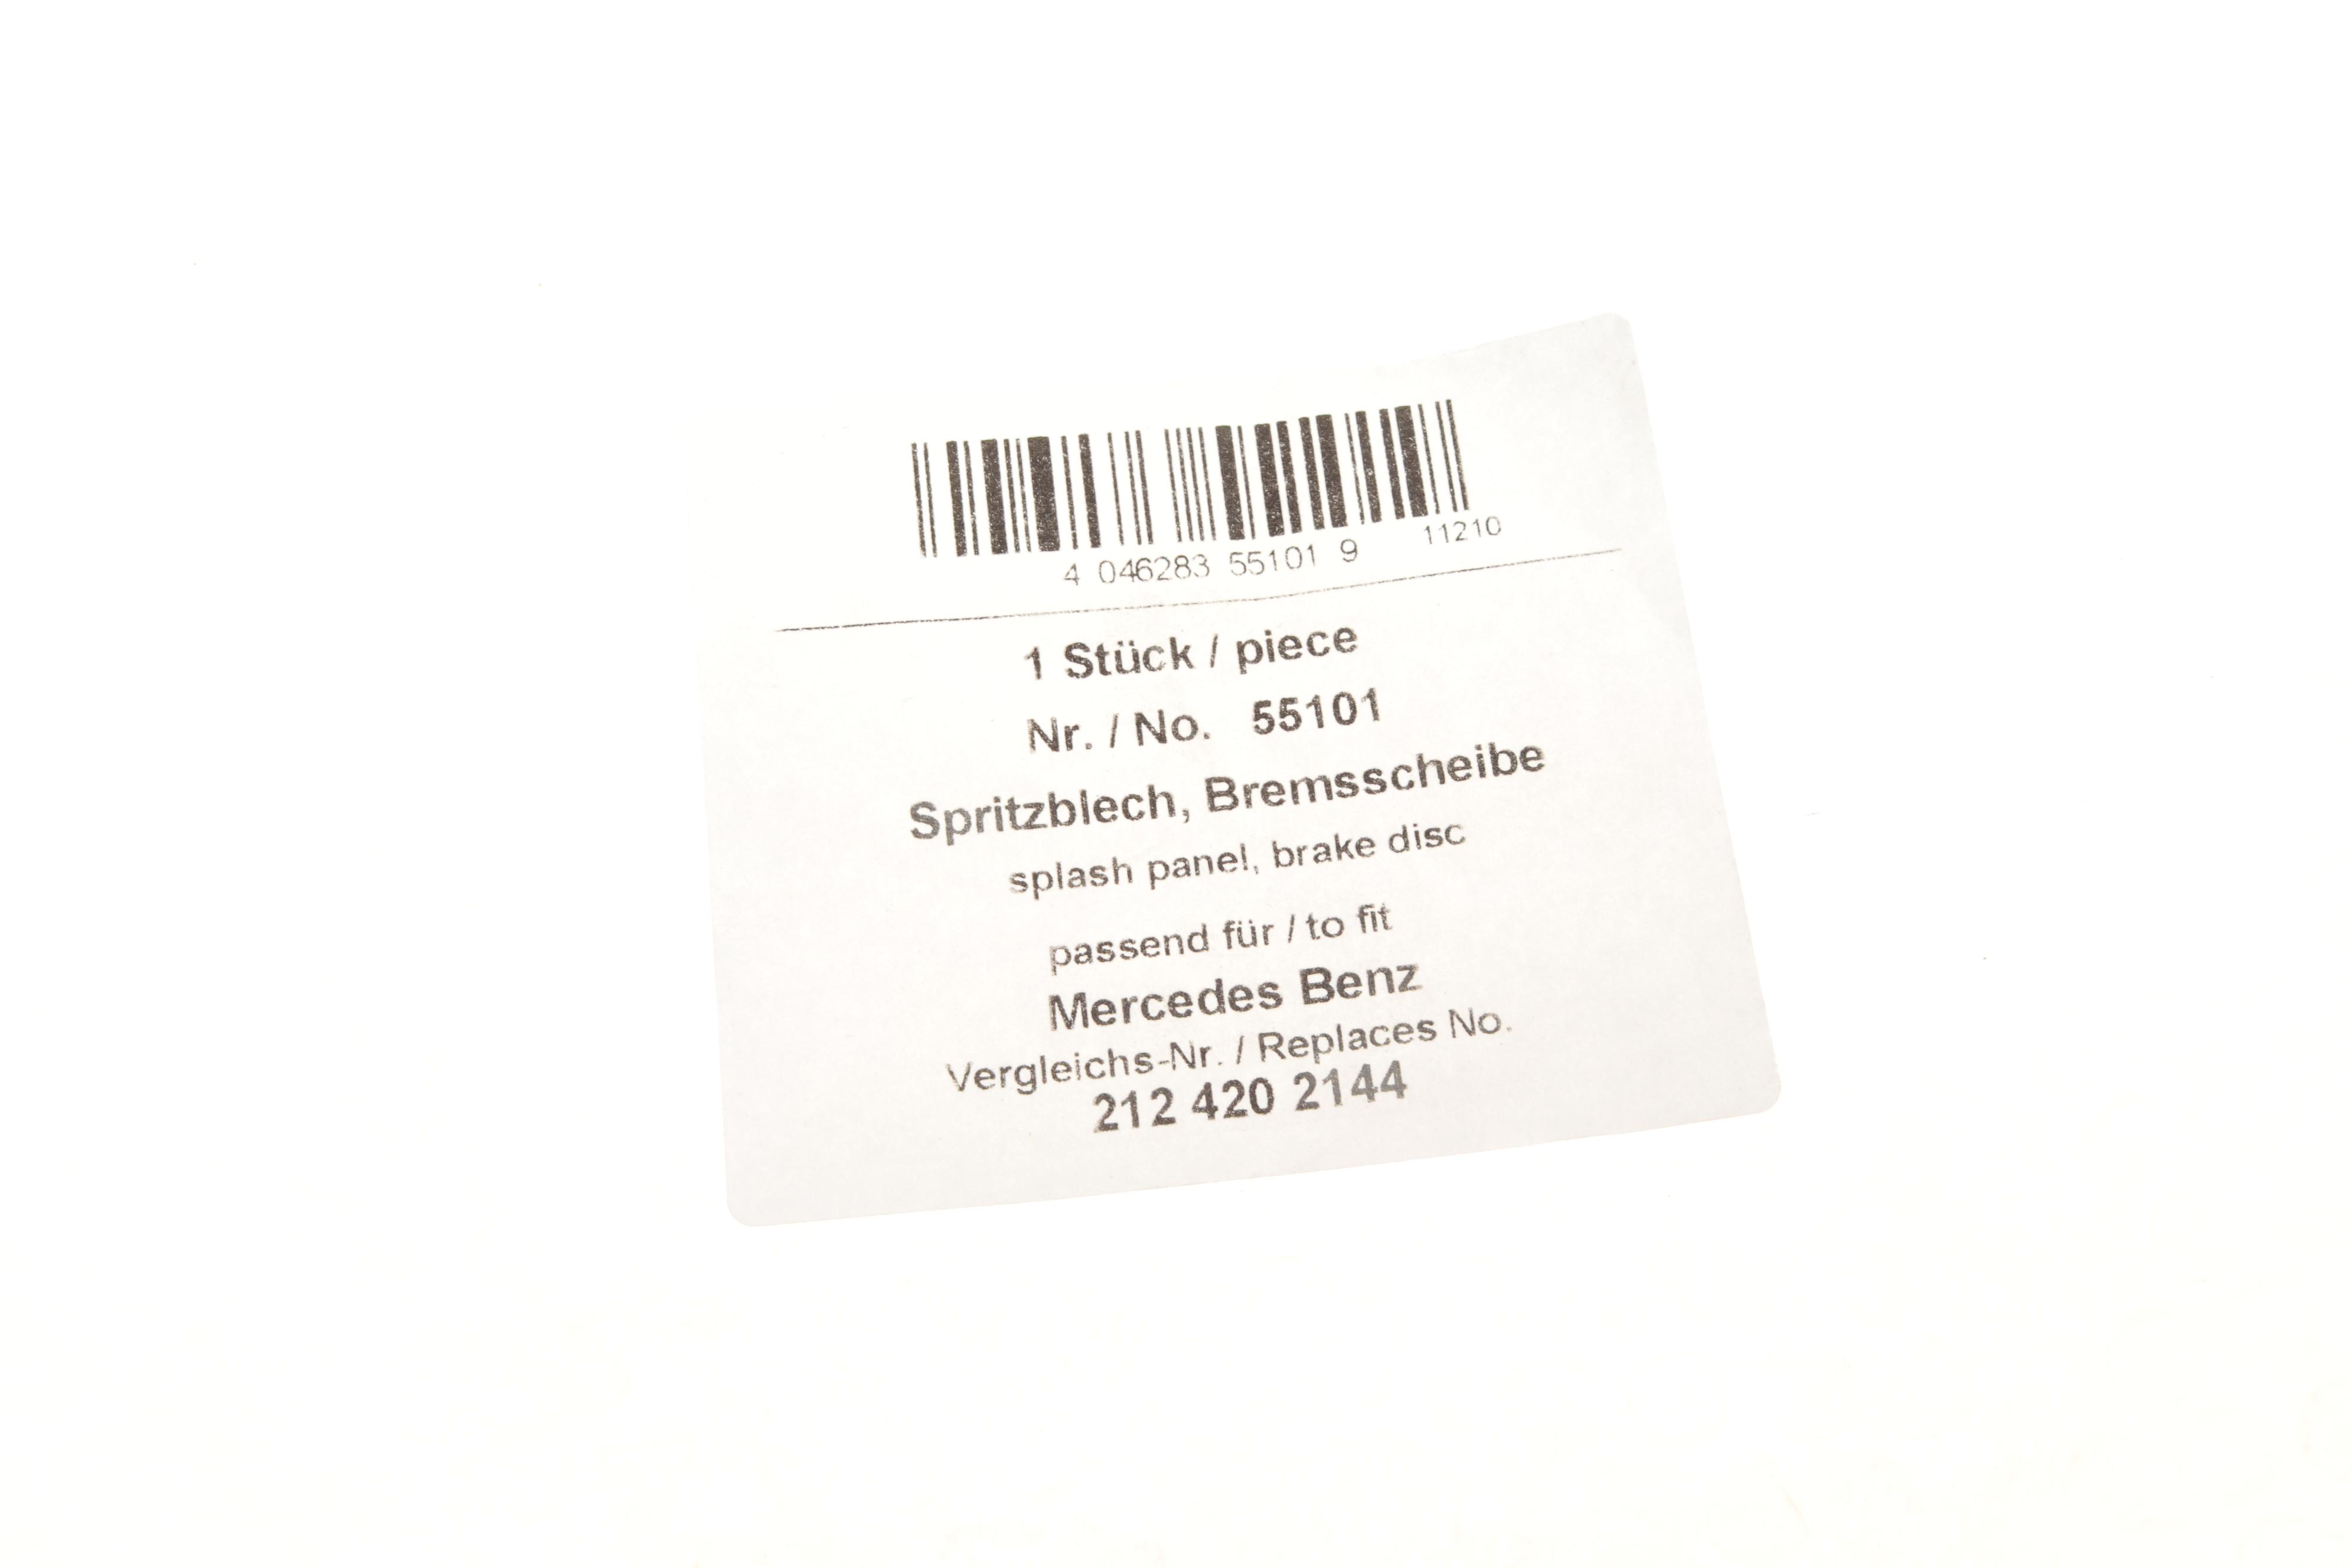 4 046283 55101 9 11210
1 Stück / piece
Nr. / No. 55101
Spritzblech, Bremsscheibe
splash panel, brake disc
passend für / to fit
Mercedes Benz
Vergleichs-Nr. / Replaces No.
212 420 2144